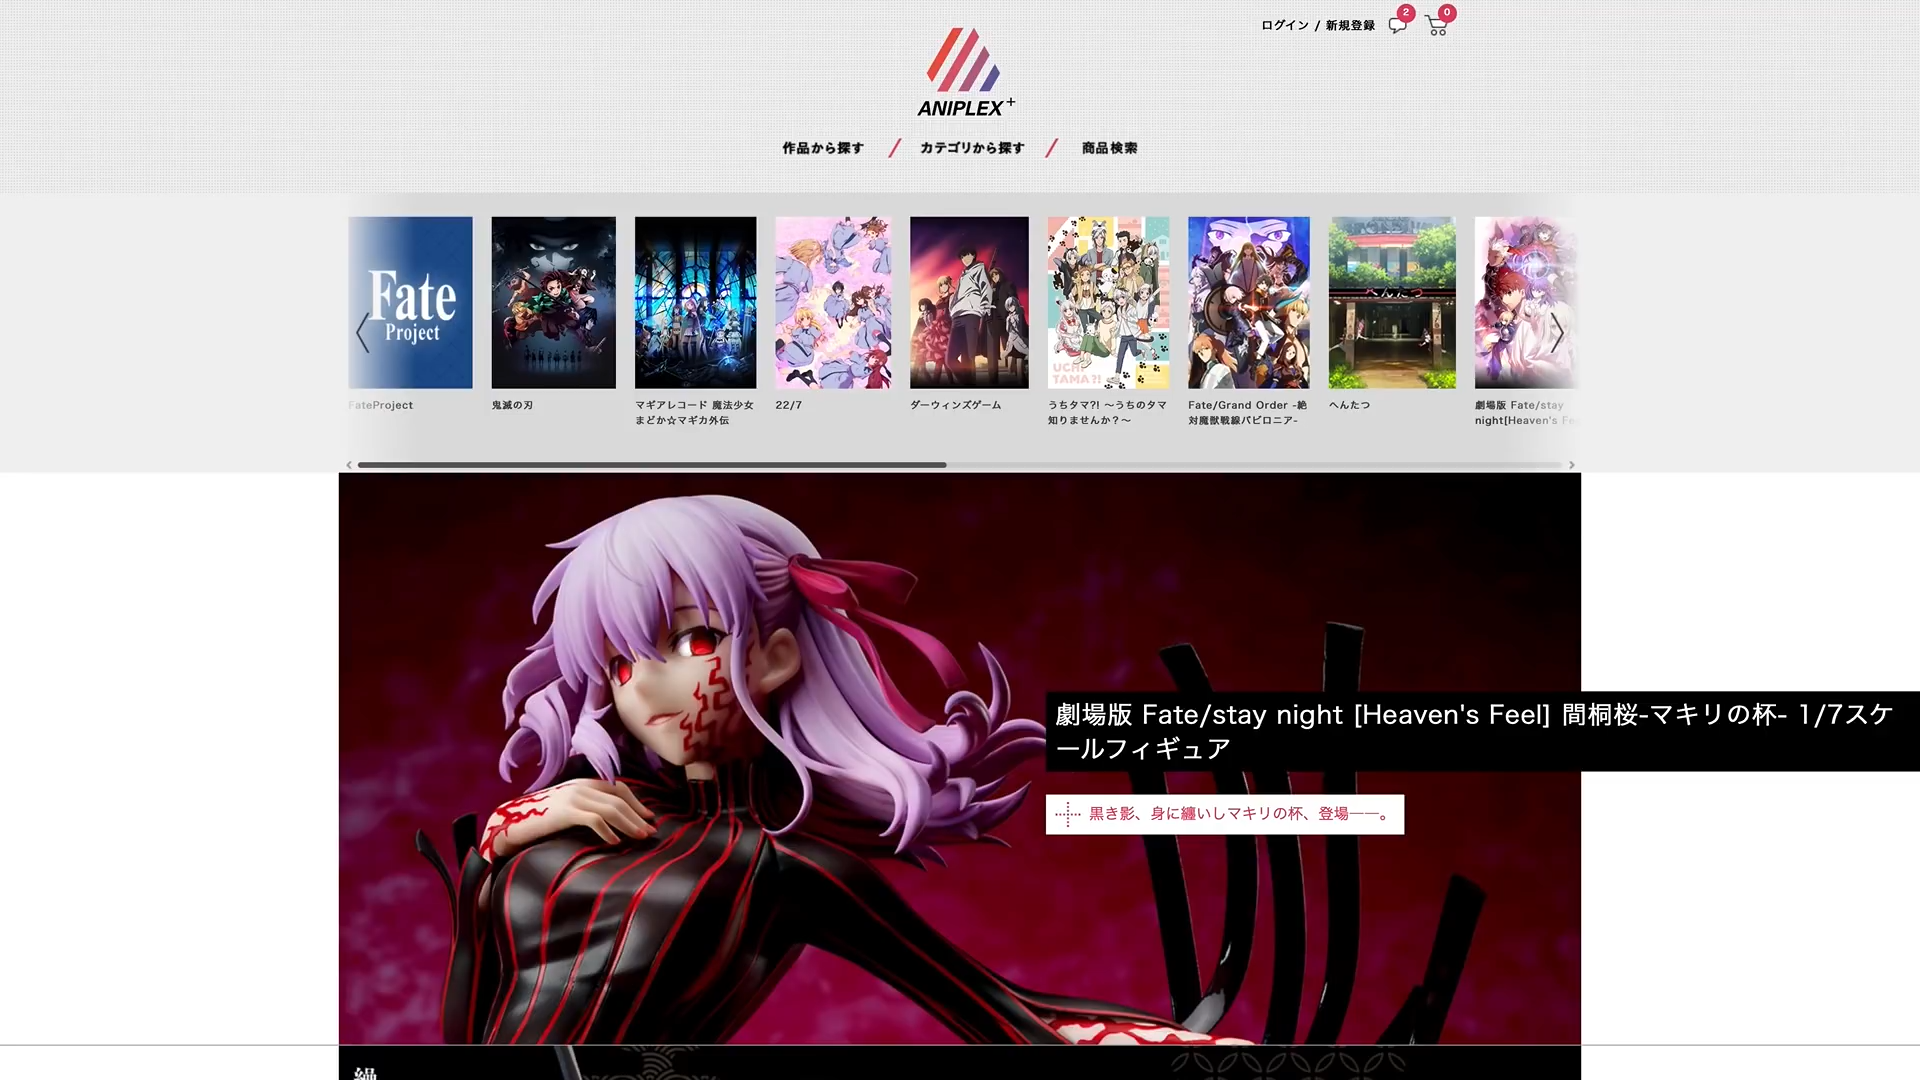 ログイン / 新規登録
2
0
ANIPLEX+
作品から探す / カテゴリから探す / 商品検索
Fate
Project
UCHI
TAMA?!
へんたつ
FateProject
鬼滅の刃
マギアレコード 魔法少女
まどか☆マギカ外伝
22/7
ダーウィンズゲーム
うちタマ?! ～うちのタマ
知りませんか？～
Fate/Grand Order -絶
対魔獣戦線バビロニア-
へんたつ
劇場版 Fate/stay
night[Heaven's Fe
劇場版 Fate/stay night [Heaven's Feel] 間桐桜-マキリの杯- 1/7スケ
ールフィギュア
黒き影、身に纏いしマキリの杯、登場――。